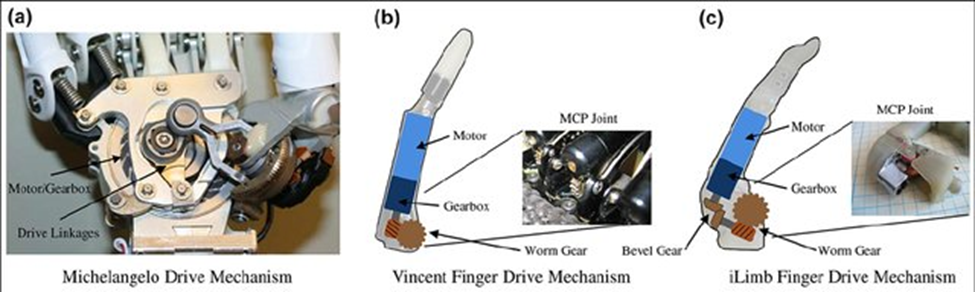 (a)
Motor/Gearbox
Drive Linkages
Michelangelo Drive Mechanism
(b)
MCP Joint
Motor
Gearbox
Worn Gear
Vincent Finger Drive Mechanism
(c)
MCP Joint
Motor
Gearbox
Bevel Gear
Worm Gear
iLimb Finger Drive Mechanism